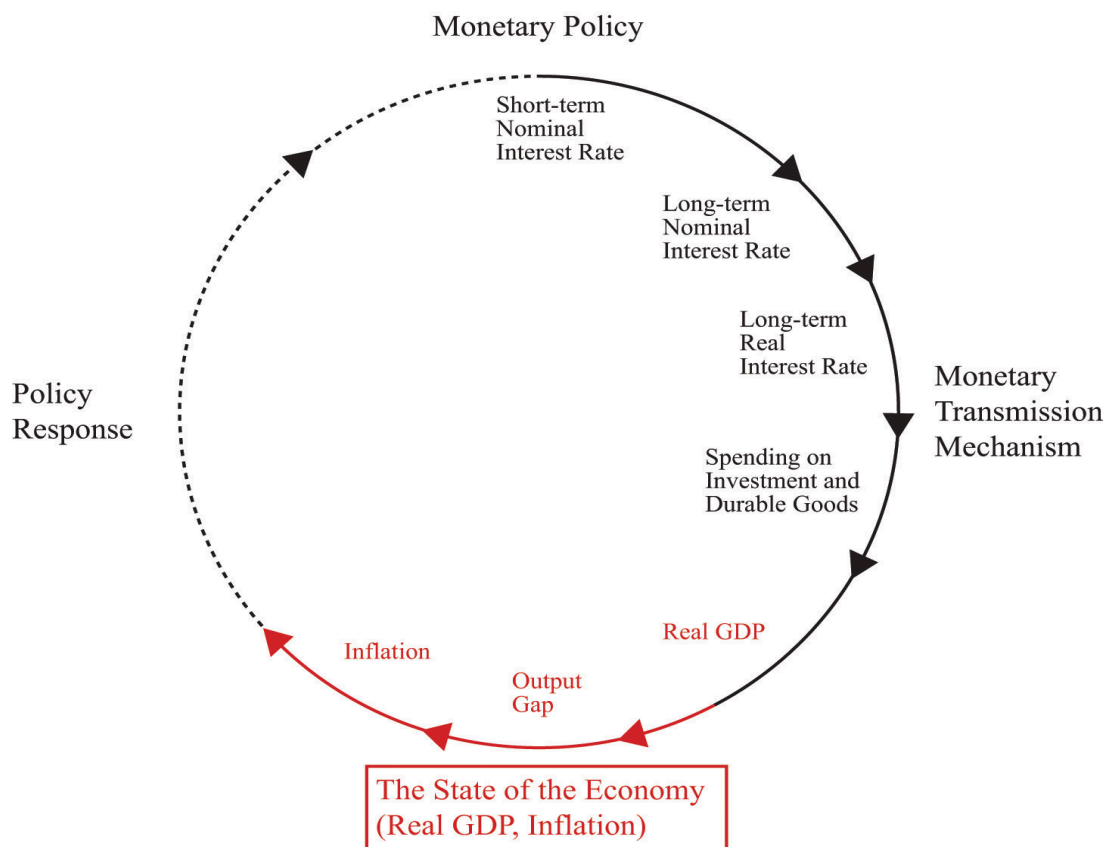 Monetary Policy
Short-term
Nominal
Interest Rate
Long-term
Nominal
Interest Rate
Long-term
Real
Interest Rate
Monetary
Transmission
Mechanism
Policy
Response
Spending on
Investment and
Durable Goods
Real GDP
Inflation
Output
Gap
The State of the Economy
(Real GDP, Inflation)